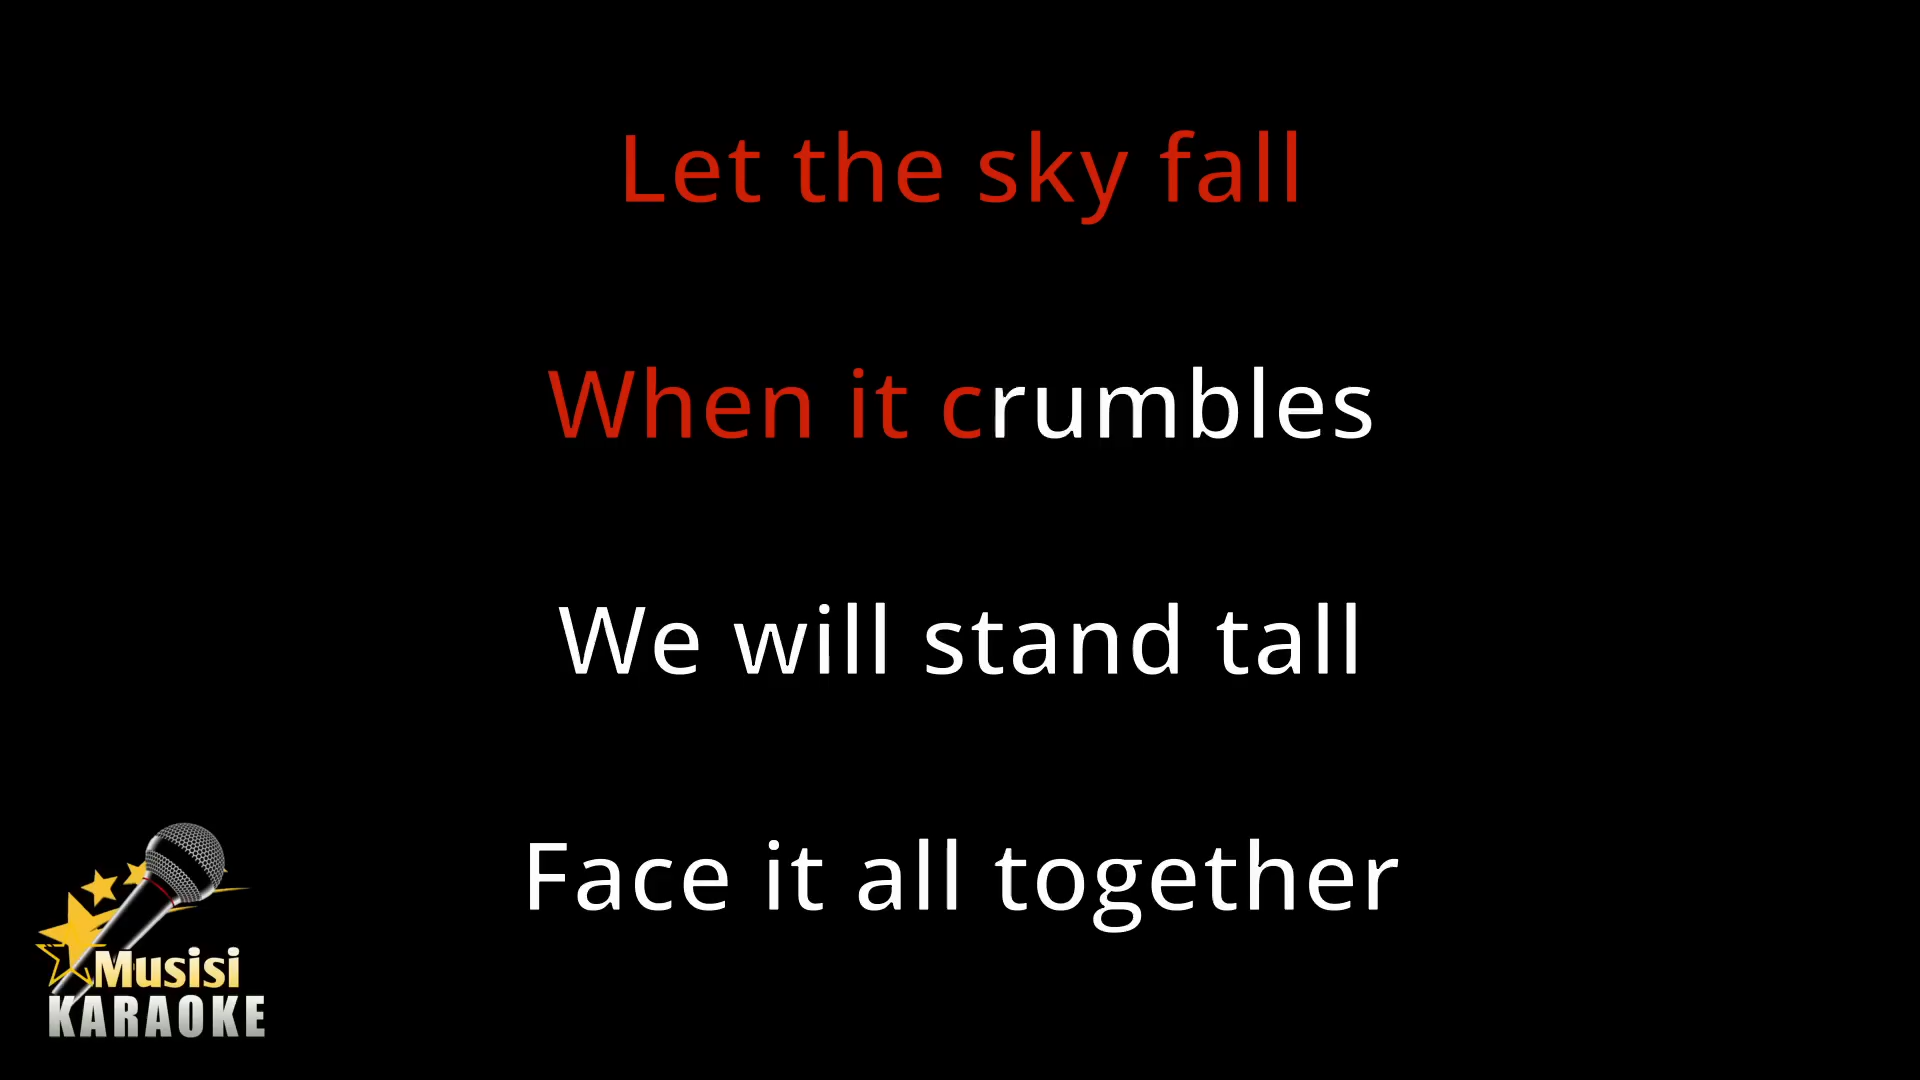 Let the sky fall
When it crumbles
We will stand tall
Face it all together
Musisi
KARAOKE